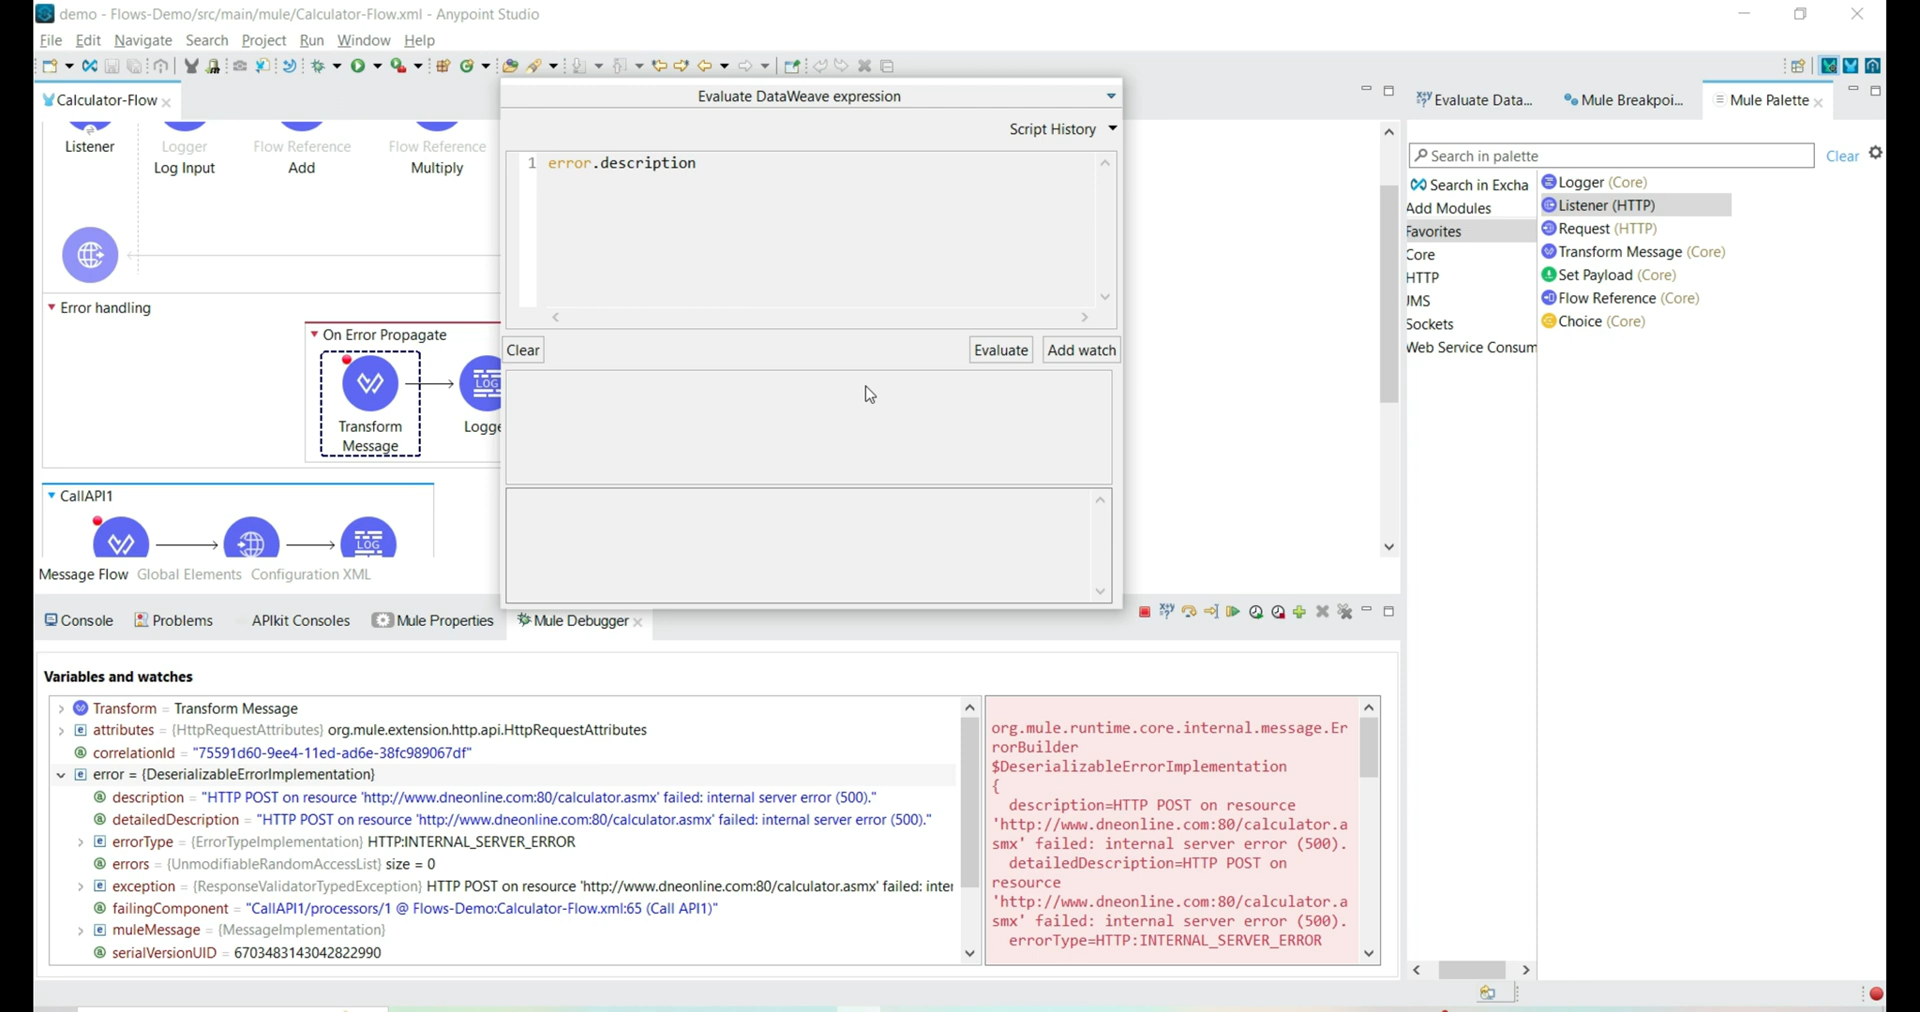 demo - Flows-Demo/src/main/mule/Calculator-Flow.xml - Anypoint Studio
File Edit Navigate Search Project Run Window Help
Calculator-Flow
Listener
Logger
Log Input
Flow Reference
Add
Flow Reference
Multiply
Error handling
On Error Propagate
LOG
Transform
Message
Logge
CallAPI1
LOG
Message Flow Global Elements Configuration XML
Evaluate DataWeave expression
Script History
1 error.description
Clear
Evaluate
Add watch
Evaluate Data...
Mule Breakpoi...
Mule Palette
Search in palette
Clear
Search in Excha
Add Modules
Favorites
Core
HTTP
JMS
Sockets
Web Service Consum
Logger (Core)
Listener (HTTP)
Request (HTTP)
Transform Message (Core)
Set Payload (Core)
Flow Reference (Core)
Choice (Core)
Console
Problems
APIkit Consoles
Mule Properties
Mule Debugger
Variables and watches
Transform = Transform Message
attributes = {HttpRequestAttributes} org.mule.extension.http.api.HttpRequestAttributes
correlationId = "75591d60-9ee4-11ed-ad6e-38fc989067df"
error = {DeserializableErrorImplementation}
description = "HTTP POST on resource 'http://www.dneonline.com:80/calculator.asmx' failed: internal server error (500)."
detailedDescription = "HTTP POST on resource 'http://www.dneonline.com:80/calculator.asmx' failed: internal server error (500)."
errorType = {ErrorTypeImplementation} HTTP:INTERNAL_SERVER_ERROR
errors = {UnmodifiableRandomAccessList} size = 0
exception = {ResponseValidatorTypedException} HTTP POST on resource 'http://www.dneonline.com:80/calculator.asmx' failed: inter
failingComponent = "CallAPI1/processors/1 @ Flows-Demo:Calculator-Flow.xml:65 (Call API1)"
muleMessage = {MessageImplementation}
serialVersionUID = 6703483143042822990
org.mule.runtime.core.internal.message.Er
rorBuilder
$DeserializableErrorImplementation
{
description=HTTP POST on resource
'http://www.dneonline.com:80/calculator.a
smx' failed: internal server error (500).
detailedDescription=HTTP POST on
resource
'http://www.dneonline.com:80/calculator.a
smx' failed: internal server error (500).
errorType=HTTP:INTERNAL_SERVER_ERROR